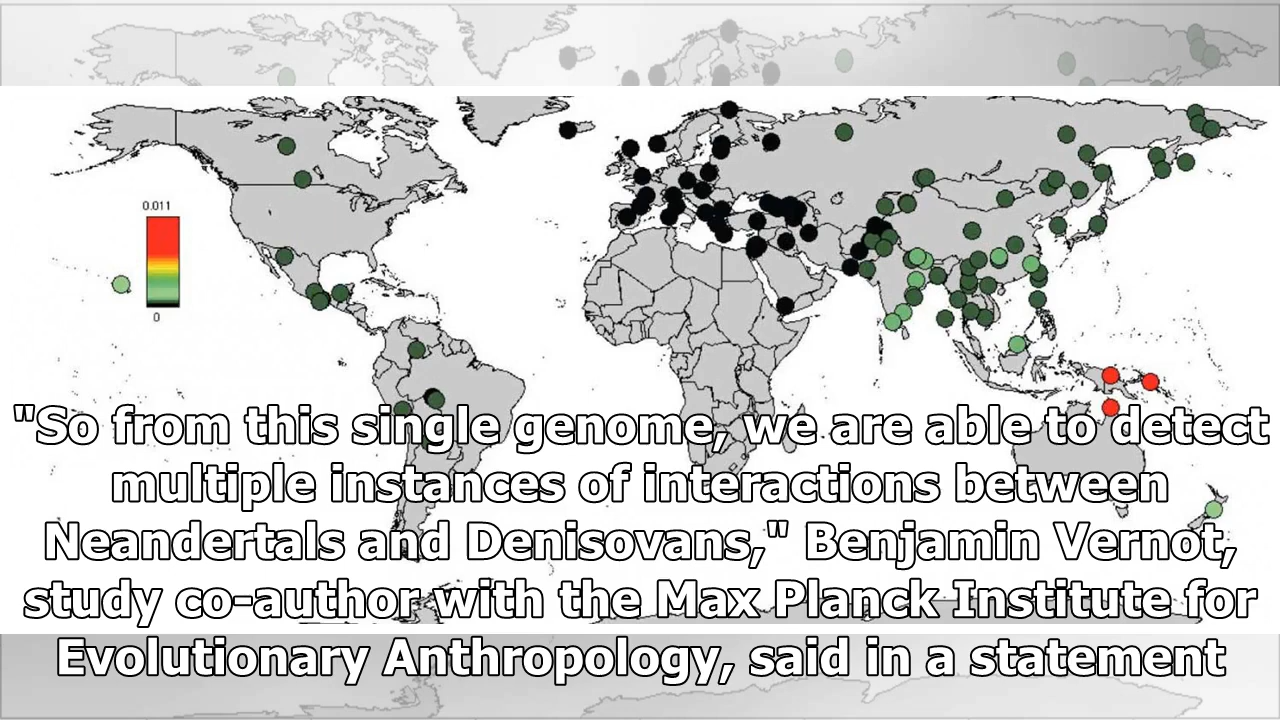 0.011
0
"So from this single genome, we are able to detect
multiple instances of interactions between
Neandertals and Denisovans," Benjamin Vernot,
study co-author with the Max Planck Institute for
Evolutionary Anthropology, said in a statement